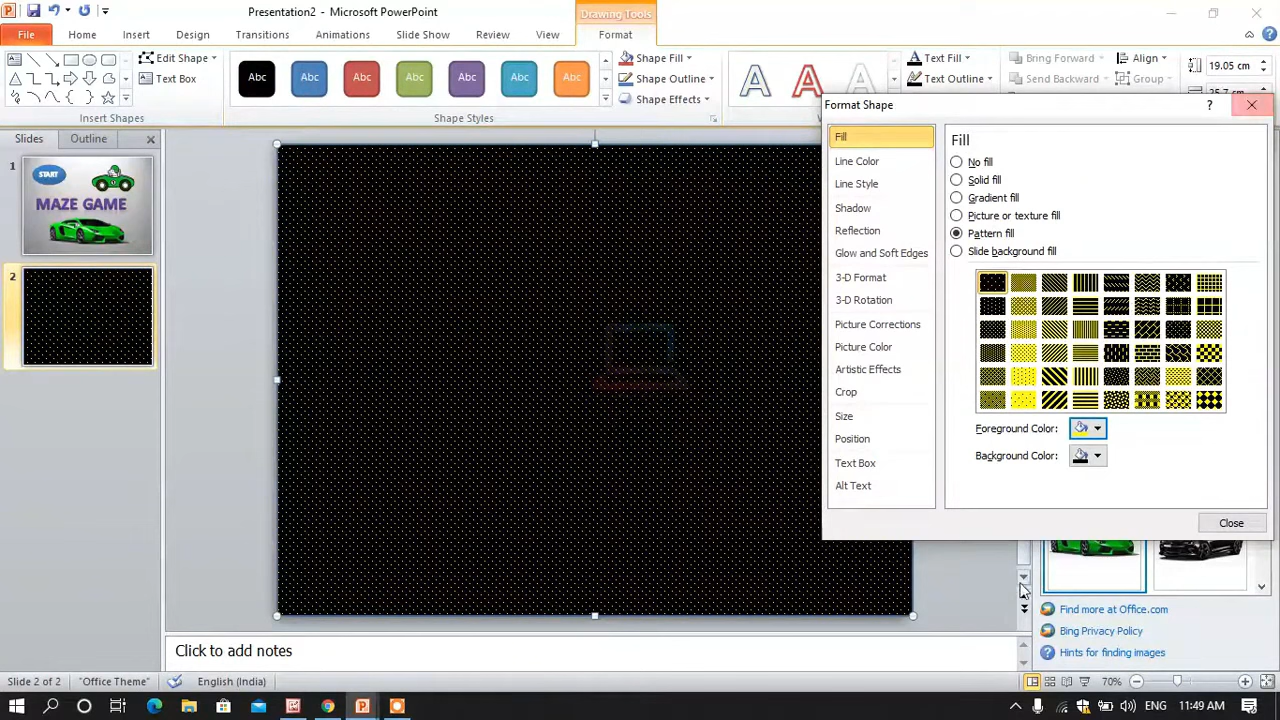 Presentation2 - Microsoft PowerPoint
Drawing Tools
File Home Insert Design Transitions Animations Slide Show Review View Format
Edit Shape
Text Box
Insert Shapes
Abc Abc Abc Abc Abc Abc Abc
Shape Fill
Shape Outline
Shape Effects
Shape Styles
A A A
Text Fill
Text Outline
Bring Forward
Send Backward
Align
Group
19.05 cm
Format Shape
Fill
Line Color
Line Style
Shadow
Reflection
Glow and Soft Edges
3-D Format
3-D Rotation
Picture Corrections
Picture Color
Artistic Effects
Crop
Size
Position
Text Box
Alt Text
Fill
No fill
Solid fill
Gradient fill
Picture or texture fill
Pattern fill
Slide background fill
Foreground Color:
Background Color:
Close
Slides Outline
1
START
MAZE GAME
2
Find more at Office.com
Bing Privacy Policy
Hints for finding images
Click to add notes
Slide 2 of 2 "Office Theme" English (India) 70%
ENG 11:49 AM